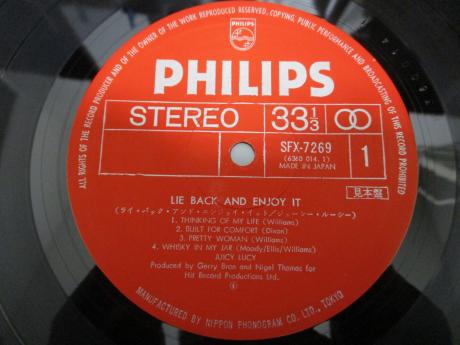 ALL RIGHTS OF THE RECORD PRODUCER AND OF THE OWNER OF THE WORK REPRODUCED RESERVED. COPYING, PUBLIC PERFORMANCE AND BROADCASTING OF THIS RECORD PROHIBITED
PHILIPS
PHILIPS
STEREO 33 1/3
SFX-7269
(6360 014.1)
MADE IN JAPAN
1
見本盤
LIE BACK AND ENJOY IT
(ライ・バック・アンド・エンジョイ・イット/ジューシー・ルーシー)
1. THINKING OF MY LIFE (Williams)
2. BUILT FOR COMFORT (Dixon)
3. PRETTY WOMAN (Williams)
4. WHISKY IN MY JAR (Moody/Ellis/Williams)
JUICY LUCY
Produced by Gerry Bron and Nigel Thomas for
Hit Record Productions Ltd.
MANUFACTURED BY NIPPON PHONOGRAM CO. LTD., TOKYO